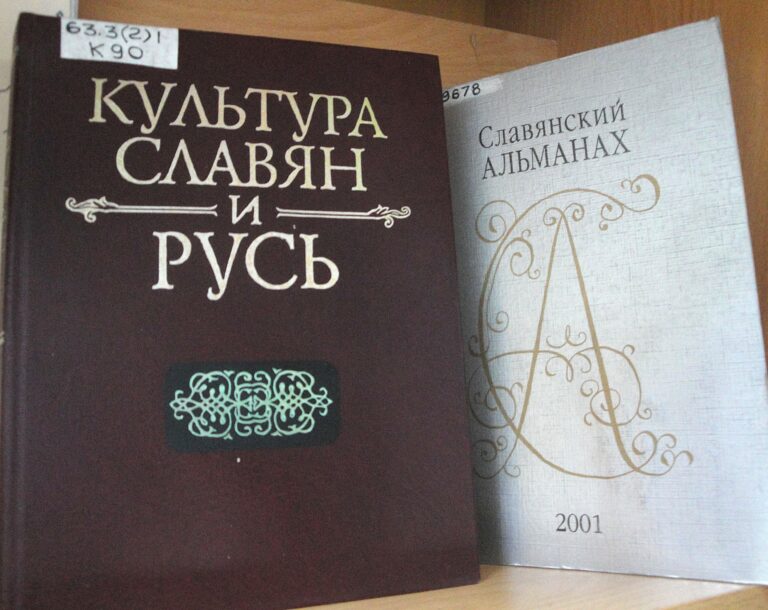 63.3(2)1
К90
КУЛЬТУРА
СЛАВЯН
И
РУСЬ
9678
Славянский
АЛЬМАНАХ
2001